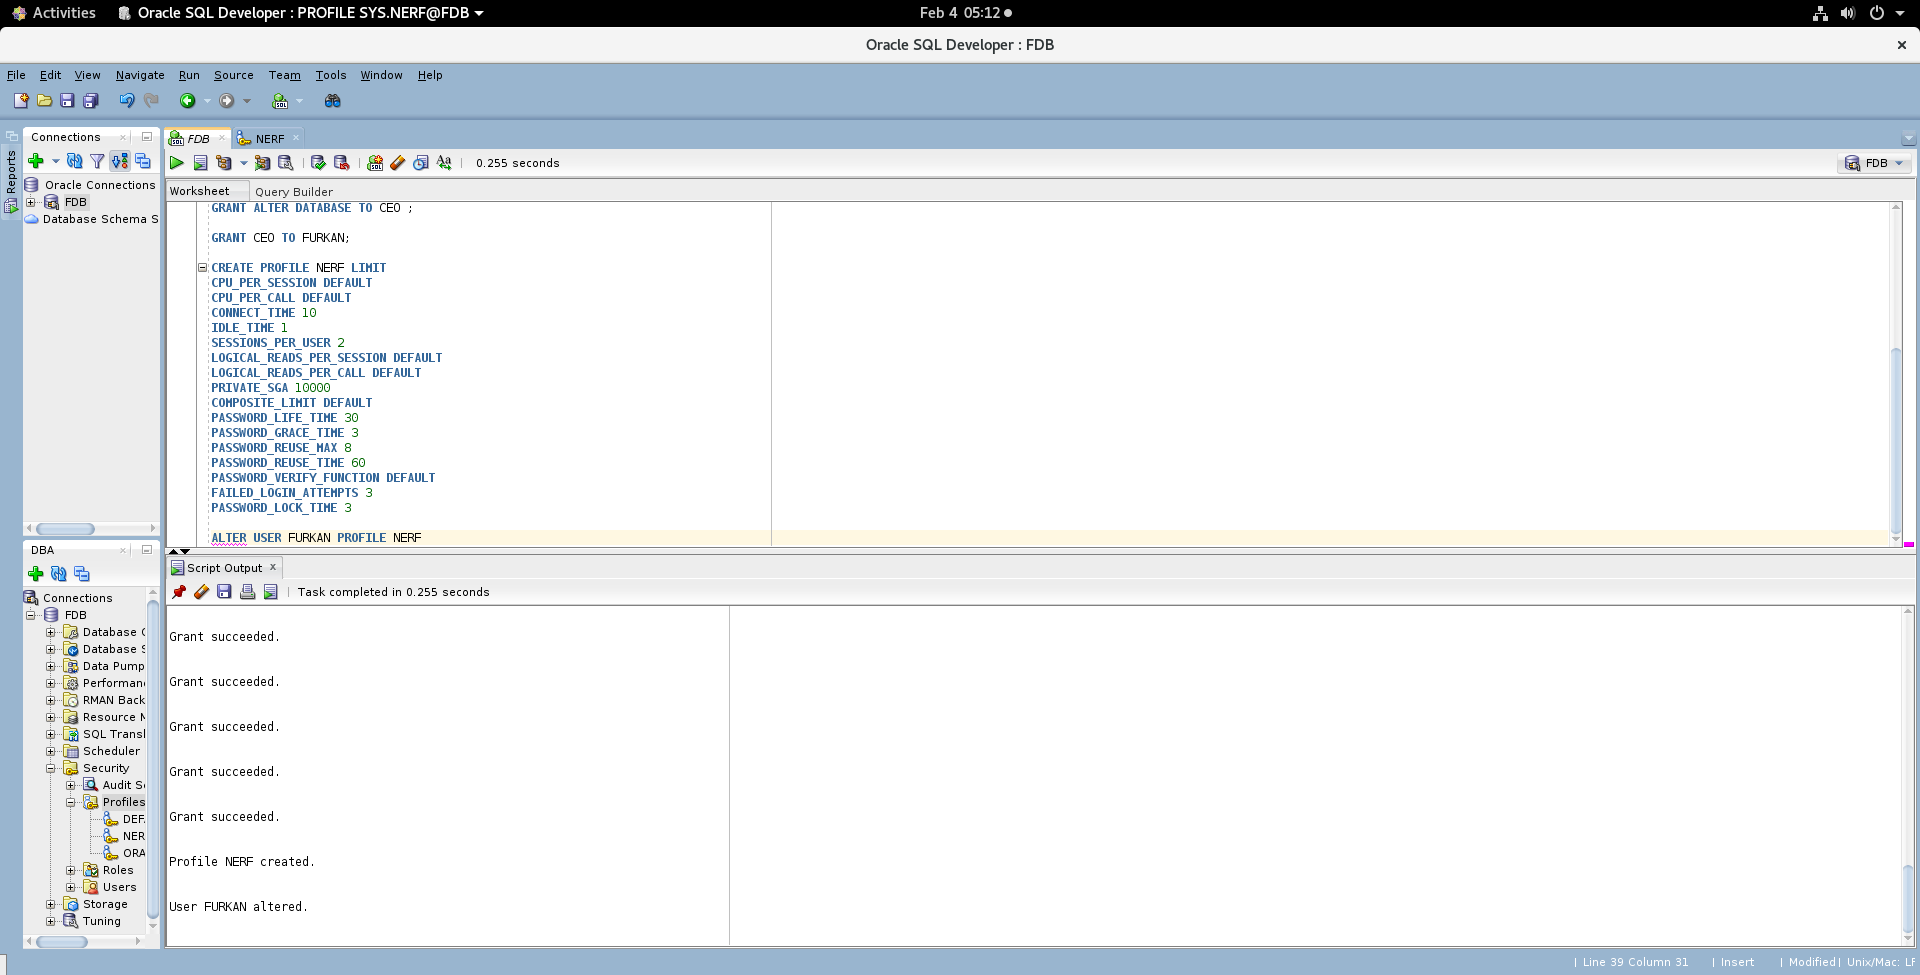 Activities
Oracle SQL Developer : PROFILE SYS.NERF@FDB
Feb 4 05:12
Oracle SQL Developer : FDB
File Edit View Navigate Run Source Team Tools Window Help
Reports
Connections
Oracle Connections
FDB
Database Schema S
FDB
NERF
0.255 seconds
FDB
Worksheet
Query Builder
GRANT ALTER DATABASE TO CEO ;
GRANT CEO TO FURKAN;
CREATE PROFILE NERF LIMIT
CPU_PER_SESSION DEFAULT
CPU_PER_CALL DEFAULT
CONNECT_TIME 10
IDLE_TIME 1
SESSIONS_PER_USER 2
LOGICAL_READS_PER_SESSION DEFAULT
LOGICAL_READS_PER_CALL DEFAULT
PRIVATE_SGA 10000
COMPOSITE_LIMIT DEFAULT
PASSWORD_LIFE_TIME 30
PASSWORD_GRACE_TIME 3
PASSWORD_REUSE_MAX 8
PASSWORD_REUSE_TIME 60
PASSWORD_VERIFY_FUNCTION DEFAULT
FAILED_LOGIN_ATTEMPTS 3
PASSWORD_LOCK_TIME 3
ALTER USER FURKAN PROFILE NERF
DBA
Connections
FDB
Database C
Database S
Data Pump
Performan
RMAN Back
Resource M
SQL Transl
Scheduler
Security
Audit Se
Profiles
DEF
NER
ORA
Roles
Users
Storage
Tuning
Script Output
Task completed in 0.255 seconds
Grant succeeded.
Grant succeeded.
Grant succeeded.
Grant succeeded.
Grant succeeded.
Profile NERF created.
User FURKAN altered.
Line 39 Column 31 | Insert | Modified | Unix/Mac: LF